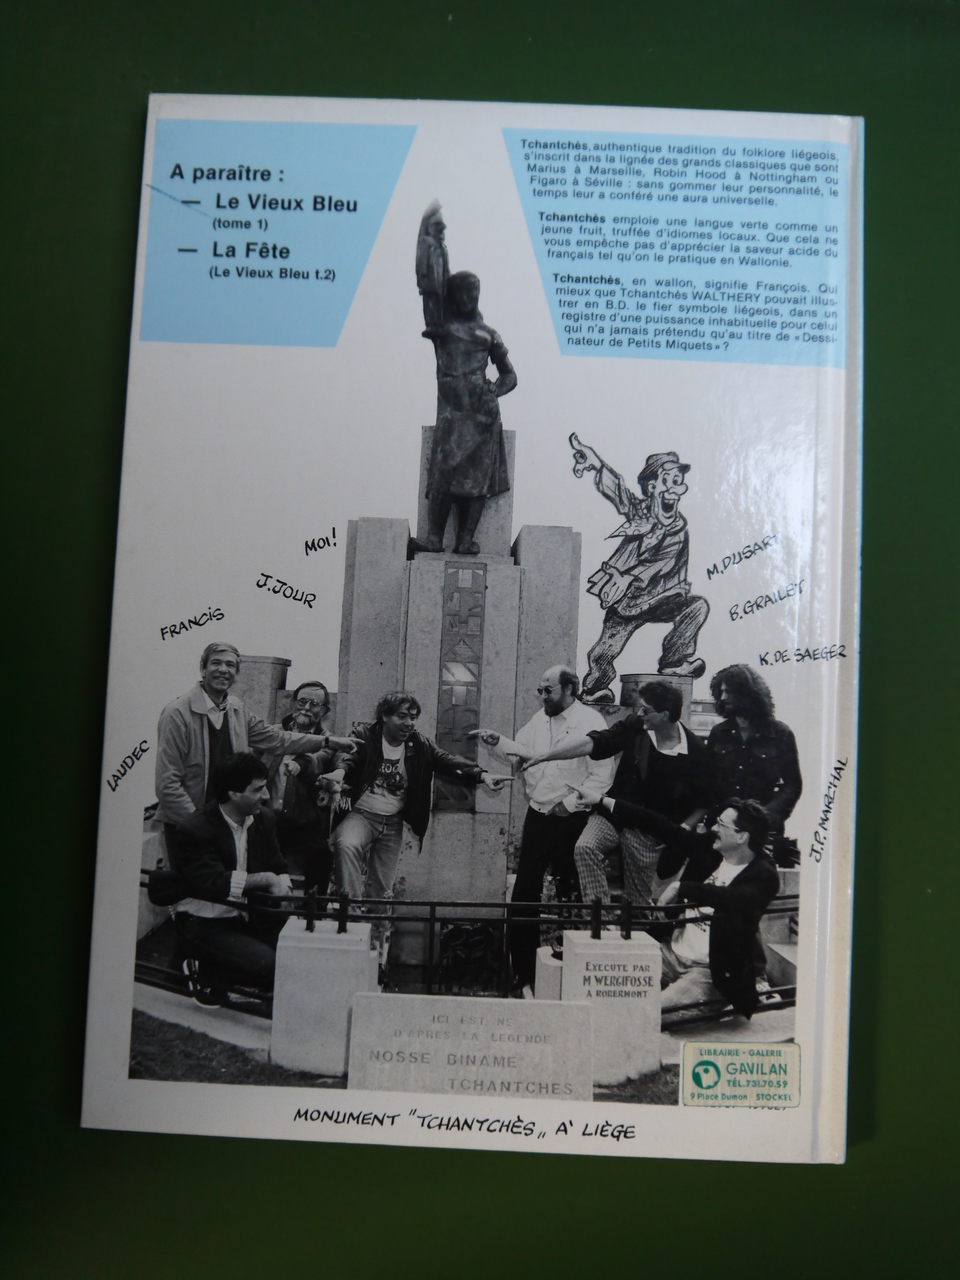 A paraître :
— Le Vieux Bleu
(tome 1)
— La Fête
(Le Vieux Bleu t.2)
Tchantchès, authentique tradition du folklore liégeois,
s'inscrit dans la lignée des grands classiques que sont
Marius à Marseille, Robin Hood à Nottingham ou
Figaro à Séville : sans gommer leur personnalité, le
temps leur a conféré une aura universelle.
Tchantchès emploie une langue verte comme un
jeune fruit, truffée d'idiomes locaux. Que cela ne
vous empêche pas d'apprécier la saveur acide du
français tel qu'on le pratique en Wallonie.
Tchantchès, en wallon, signifie François. Qui
mieux que Tchantchès WALTHERY pouvait illus-
trer en B.D. le fier symbole liégeois, dans un
registre d'une puissance inhabituelle pour celui
qui n'a jamais prétendu qu'au titre de « Dessi-
nateur de Petits Miquets » ?
MOI!
J.JOUR
FRANCIS
LAUDEC
M.DUSART
B.GRAILET
K.DE SAEGER
J.P. MARCHAL
EXECUTE PAR
M WERGIFOSSE
A ROBERMONT
ICI EST NE
D'APRES LA LEGENDE
NOSSE BINAME
TCHANTCHES
LIBRAIRIE - GALERIE
GAVILAN
TÉL. 731.70.59
9 Place Dumon STOCKEL
MONUMENT "TCHANTCHÈS,, A' LIÈGE